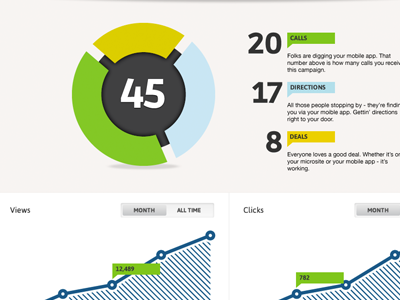 45
20
CALLS
Folks are digging your mobile app. That
number above is how many calls you receive
this campaign.
17
DIRECTIONS
All those people stopping by - they're finding
you via your moible app. Gettin' directions
right to your door.
8
DEALS
Everyone loves a good deal. Whether it's on
your microsite or your mobile app - it's
working.
Views
MONTH
ALL TIME
12,489
Clicks
MONTH
782